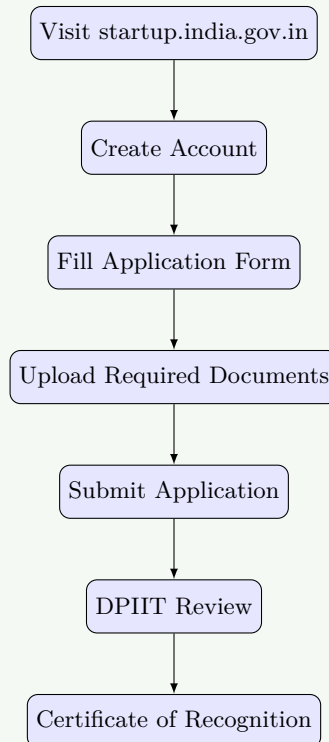 Visit startup.india.gov.in
Create Account
Fill Application Form
Upload Required Documents
Submit Application
DPIIT Review
Certificate of Recognition